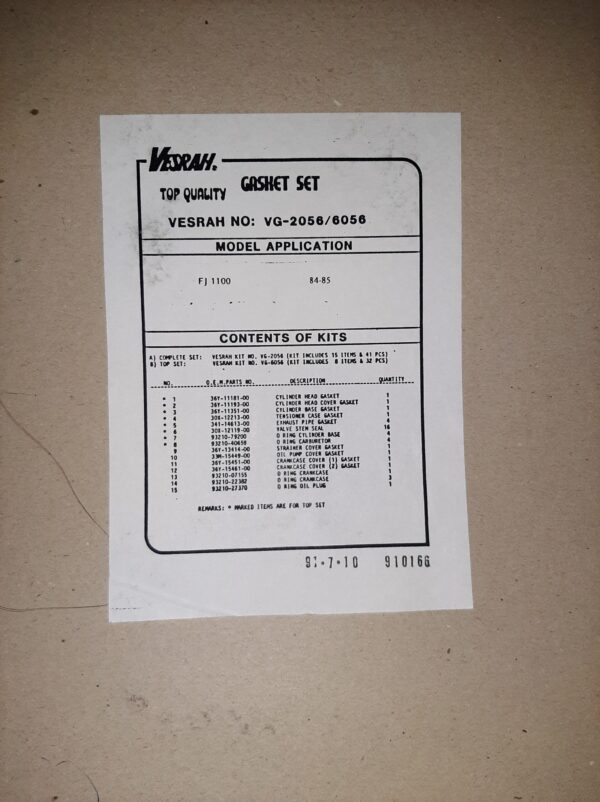 VESRAH.
TOP QUALITY GASKET SET
VESRAH NO: VG-2056/6056
MODEL APPLICATION
FJ 1100 84-85
CONTENTS OF KITS
A) COMPLETE SET: VESRAH KIT NO. VG-2056 (KIT INCLUDES 15 ITEMS & 41 PCS)
B) TOP SET: VESRAH KIT NO. VG-6056 (KIT INCLUDES 8 ITEMS & 32 PCS)
NO. O.E.M.PARTS NO. DESCRIPTION QUANTITY
* 1 36Y-11181-00 CYLINDER HEAD GASKET 1
* 2 36Y-11193-00 CYLINDER HEAD COVER GASKET 1
* 3 36Y-11351-00 CYLINDER BASE GASKET 1
* 4 30X-12213-00 TENSIONER CASE GASKET 1
* 5 341-14613-00 EXHAUST PIPE GASKET 4
* 6 30X-12119-00 VALVE STEM SEAL 16
* 7 93210-79200 O RING CYLINDER BASE 4
* 8 93210-40659 O RING CARBURETOR 4
9 36Y-13414-00 STRAINER COVER GASKET 1
10 33M-15449-00 OIL PUMP COVER GASKET 1
11 36Y-15451-00 CRANKCASE COVER (1) GASKET 1
12 36Y-15461-00 CRANKCASE COVER (2) GASKET 1
13 93210-07155 O RING CRANKCASE 1
14 93210-22382 O RING CRANKCASE 3
15 93210-27370 O RING OIL PLUG 1
REMARKS: * MARKED ITEMS ARE FOR TOP SET
91.7.10 910166